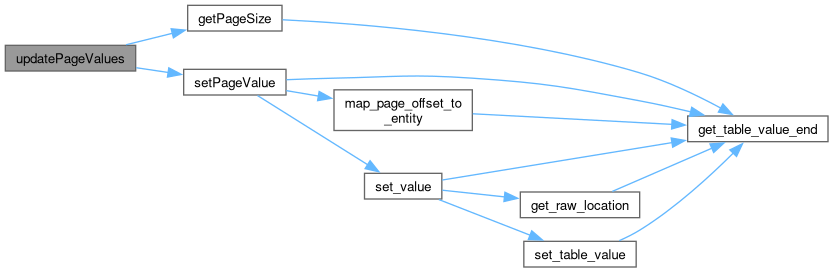 getPageSize
updatePageValues
setPageValue
map_page_offset_to
_entity
get_table_value_end
set_value
get_raw_location
set_table_value